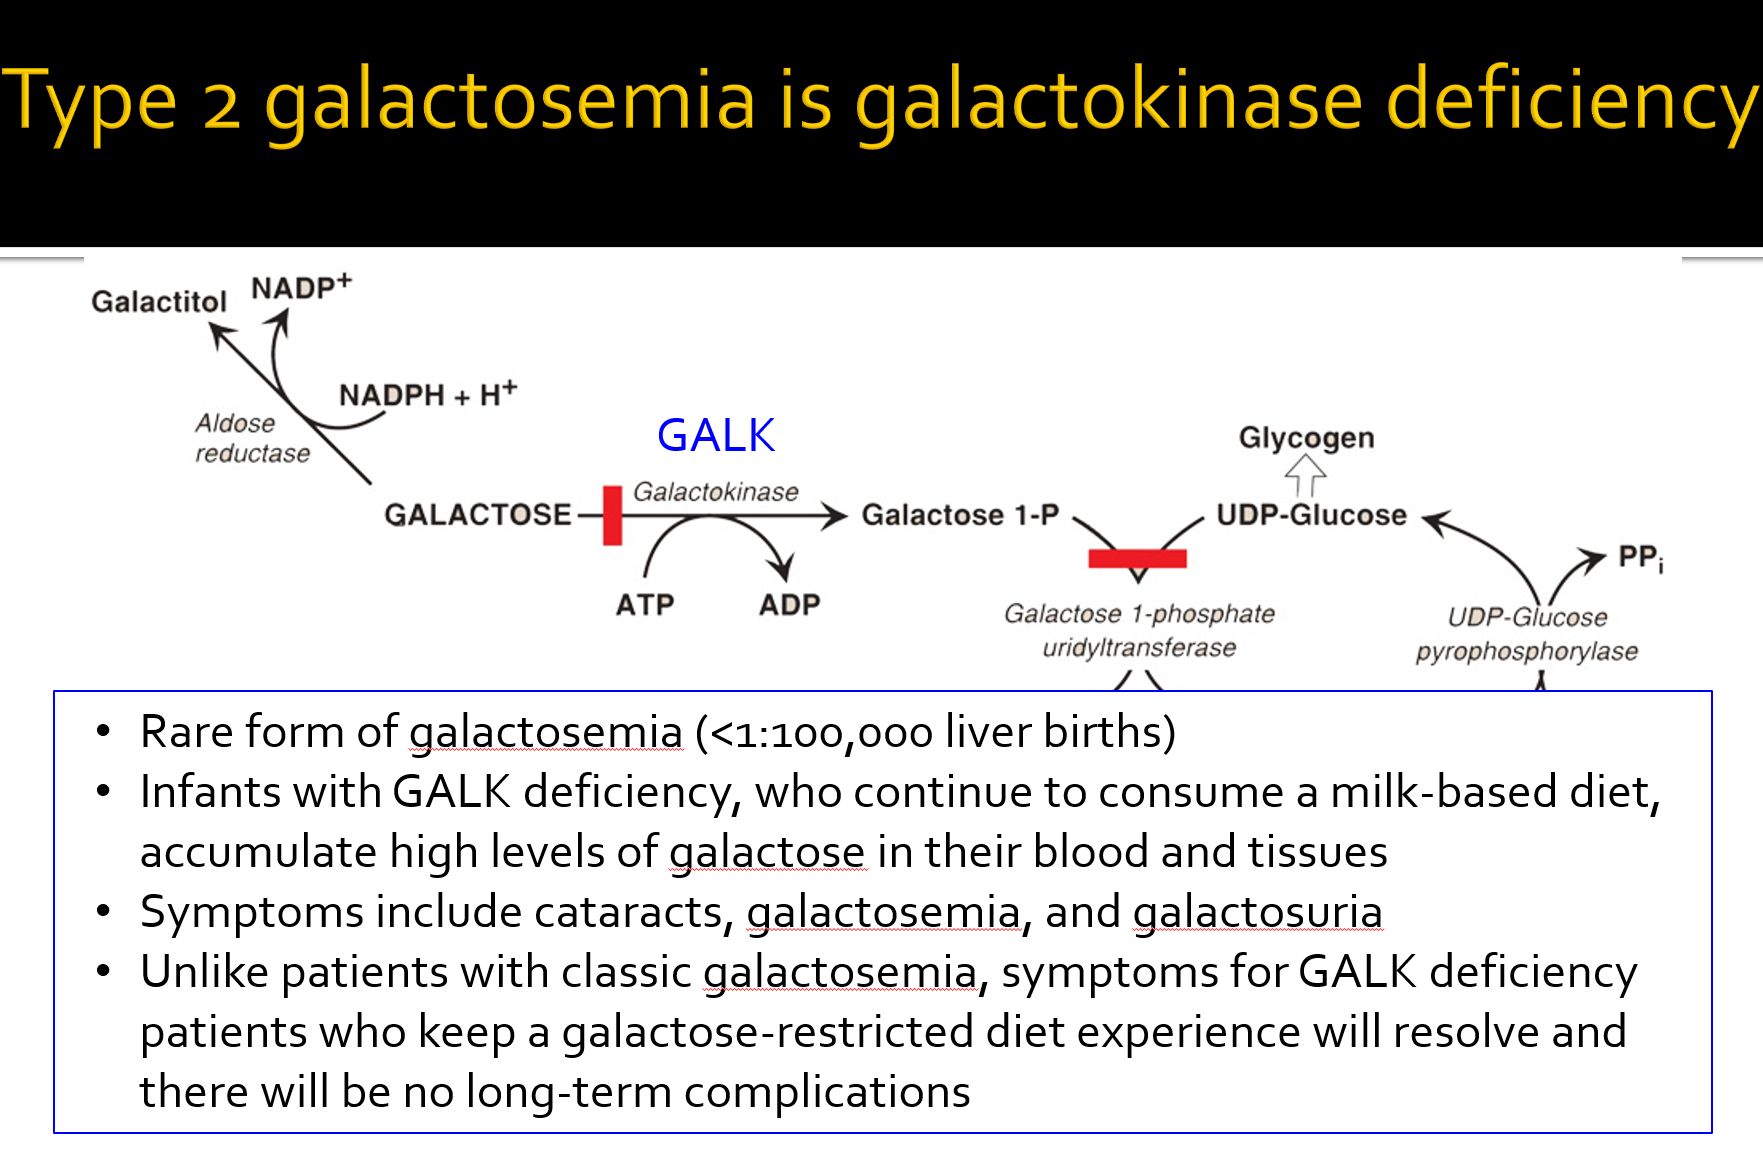 Type 2 galactosemia is galactokinase deficiency
Galactitol
NADP+
NADPH + H+
Aldose
reductase
GALK
Glycogen
GALACTOSE
Galactokinase
Galactose 1-P
UDP-Glucose
PPi
ATP
ADP
Galactose 1-phosphate
uridyltransferase
UDP-Glucose
pyrophosphorylase
• Rare form of galactosemia (<1:100,000 liver births)
• Infants with GALK deficiency, who continue to consume a milk-based diet,
accumulate high levels of galactose in their blood and tissues
• Symptoms include cataracts, galactosemia, and galactosuria
• Unlike patients with classic galactosemia, symptoms for GALK deficiency
patients who keep a galactose-restricted diet experience will resolve and
there will be no long-term complications